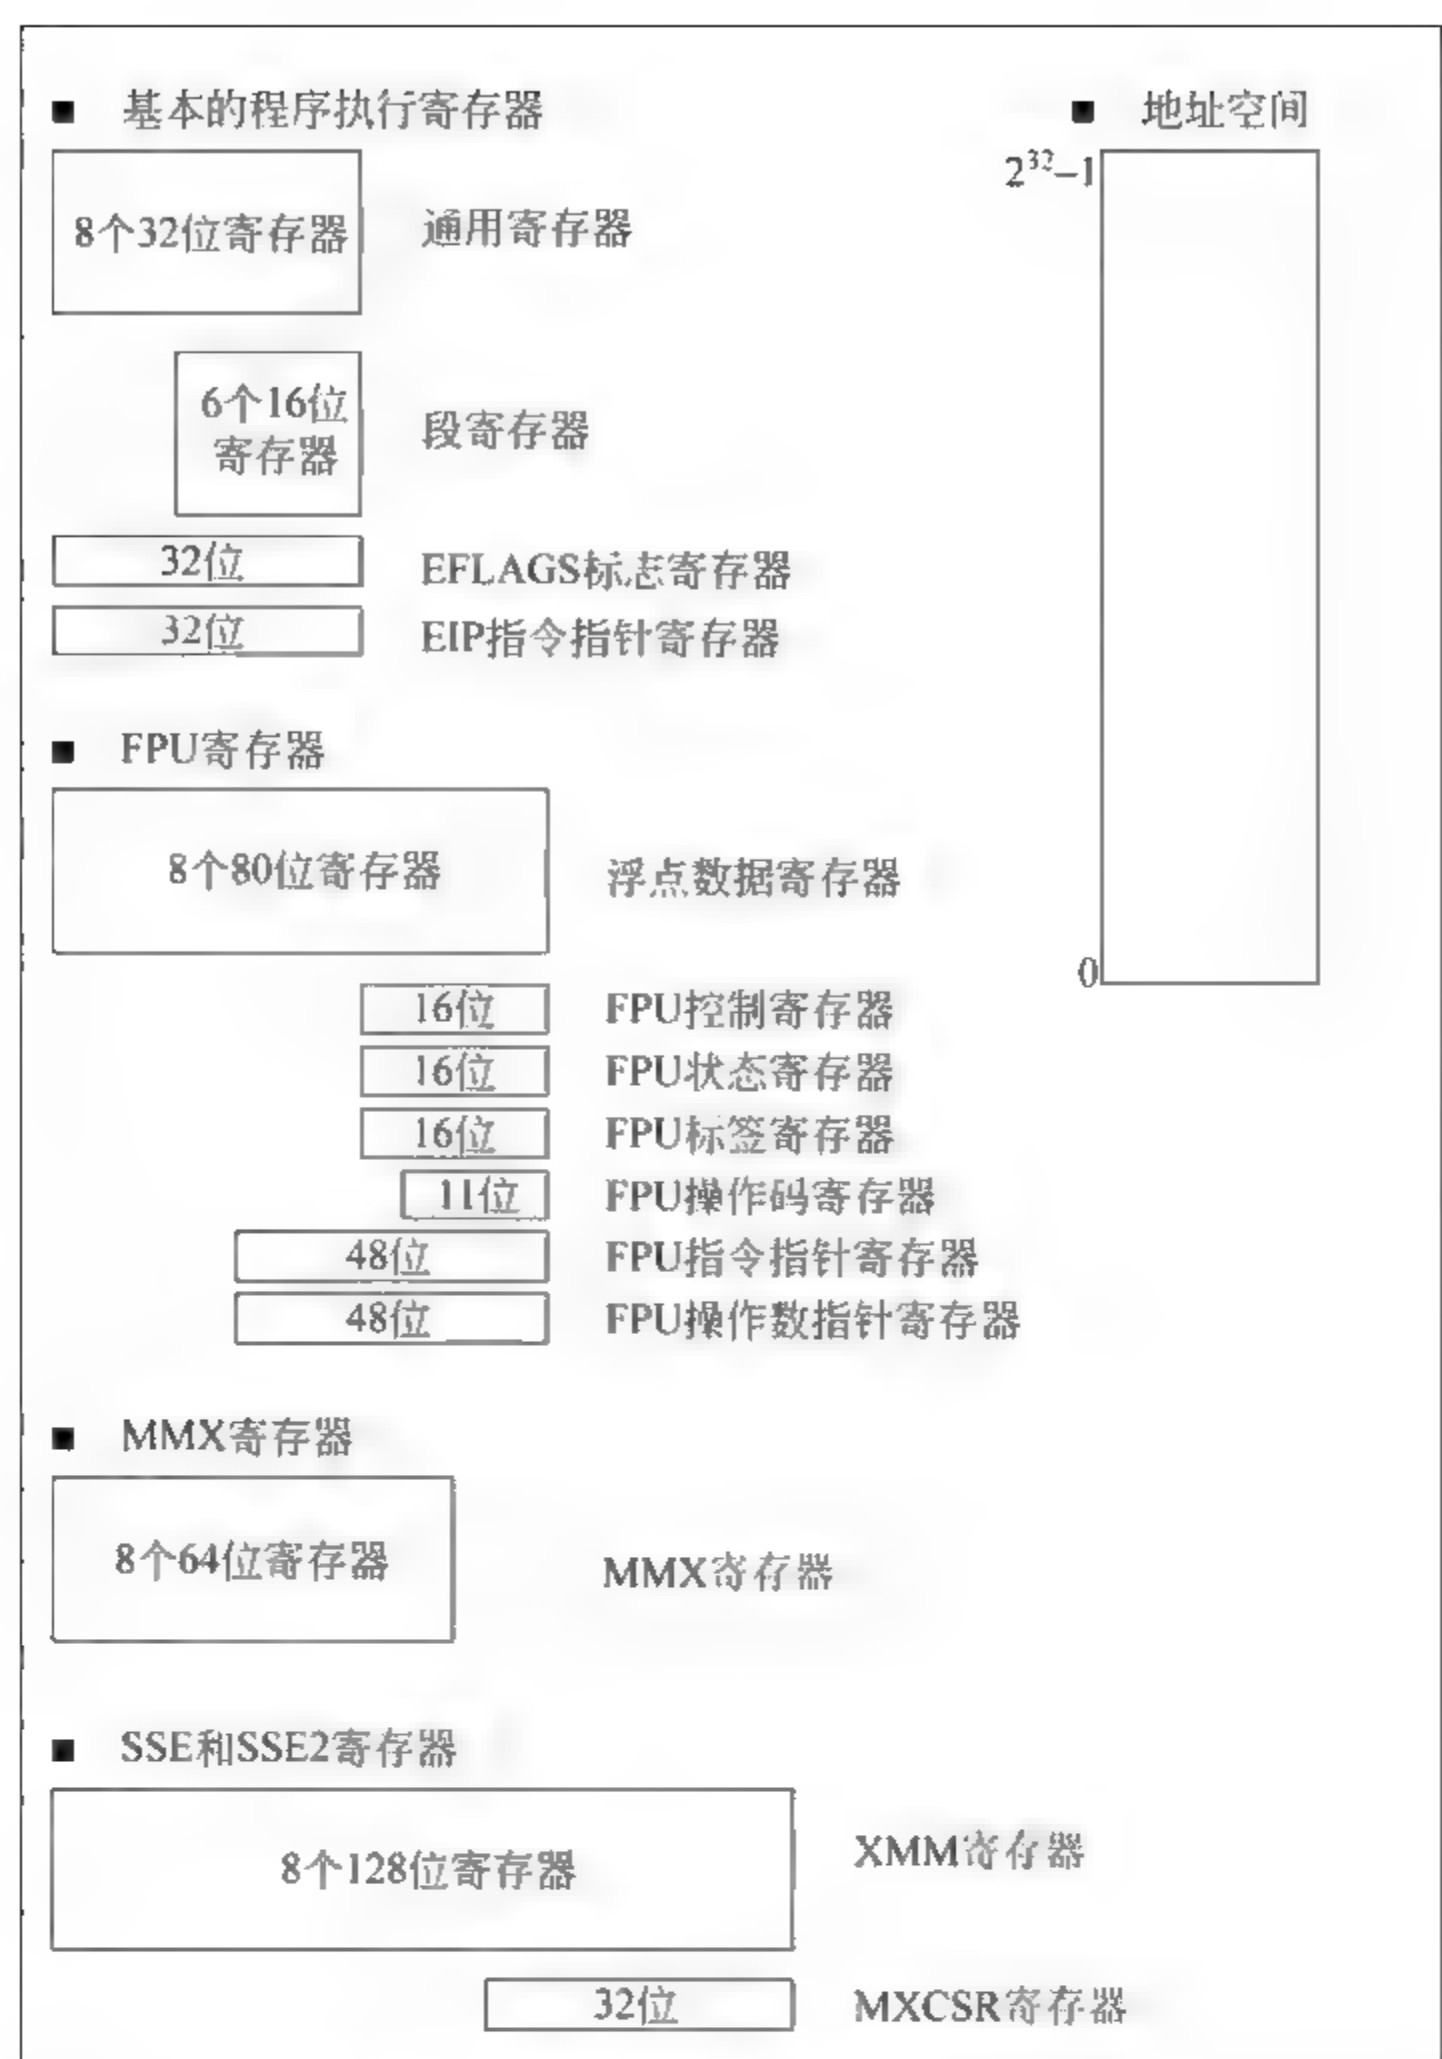 ■ 基本的程序执行寄存器
8个32位寄存器
通用寄存器
6个16位
寄存器
段寄存器
32位
EFLAGS标志寄存器
32位
EIP指令指针寄存器
■ 地址空间
2³²–1
0
■ FPU寄存器
8个80位寄存器
浮点数据寄存器
16位
FPU控制寄存器
16位
FPU状态寄存器
16位
FPU标签寄存器
11位
FPU操作码寄存器
48位
FPU指令指针寄存器
48位
FPU操作数指针寄存器
■ MMX寄存器
8个64位寄存器
MMX寄存器
■ SSE和SSE2寄存器
8个128位寄存器
XMM寄存器
32位
MXCSR寄存器